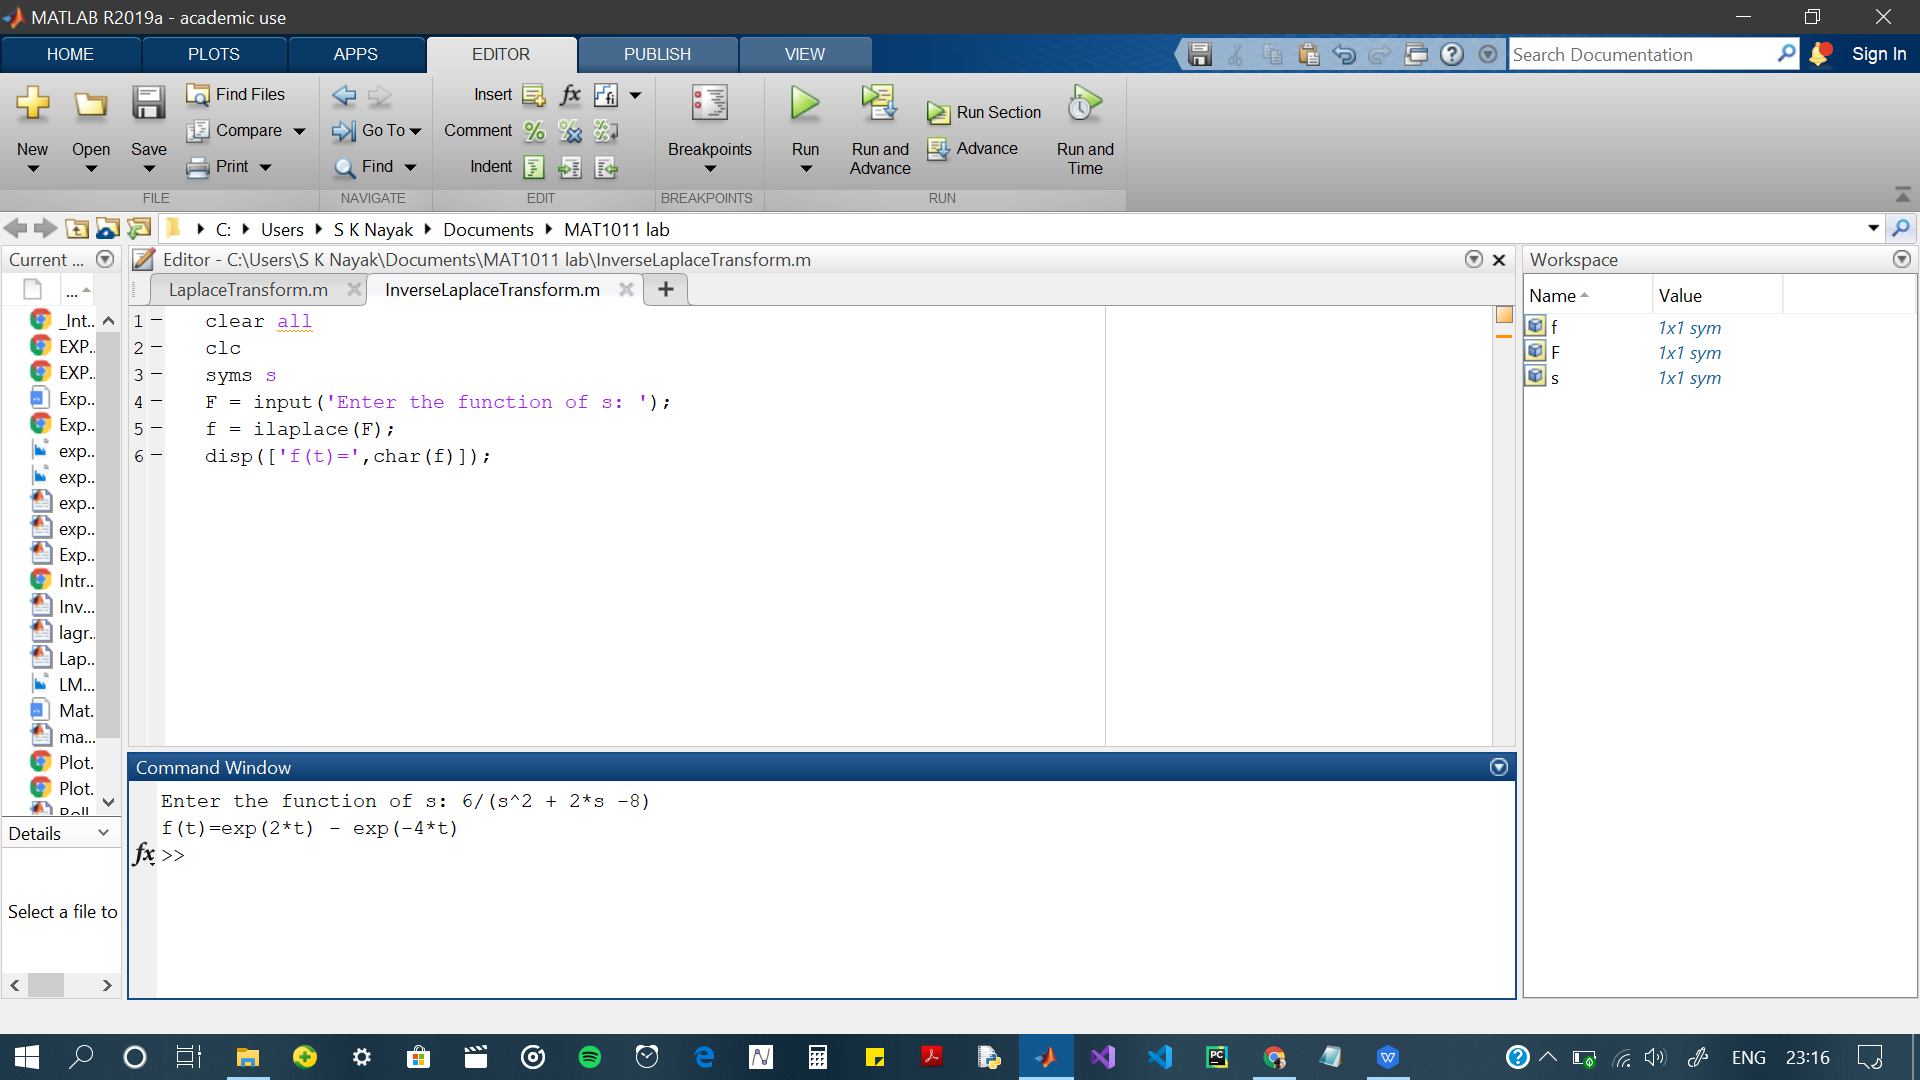 MATLAB R2019a - academic use
HOME PLOTS APPS EDITOR PUBLISH VIEW
Search Documentation
Sign In
New
Open
Save
Find Files
Compare
Print
FILE
Go To
Find
NAVIGATE
Insert
Comment
Indent
EDIT
Breakpoints
BREAKPOINTS
Run
Run and Advance
Run Section
Advance
Run and Time
RUN
C: Users S K Nayak Documents MAT1011 lab
Current ...
...
_Int..
EXP..
EXP..
Exp..
Exp..
exp..
exp..
exp..
exp..
Exp..
Intr..
Inv...
lagr..
Lap..
LM...
Mat.
ma...
Plot.
Plot.
Details
Select a file to
Editor - C:\Users\S K Nayak\Documents\MAT1011 lab\InverseLaplaceTransform.m
LaplaceTransform.m InverseLaplaceTransform.m
1 clear all
2 clc
3 syms s
4 F = input('Enter the function of s: ');
5 f = ilaplace(F);
6 disp(['f(t)=',char(f)]);
Command Window
Enter the function of s: 6/(s^2 + 2*s -8)
f(t)=exp(2*t) - exp(-4*t)
fx >>
Workspace
Name Value
f 1x1 sym
F 1x1 sym
s 1x1 sym
ENG 23:16